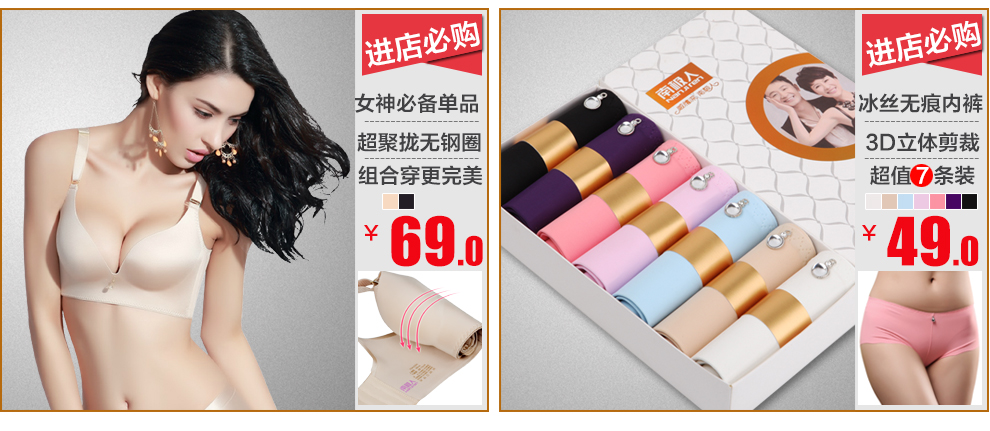 进店必购
女神必备单品
超聚拢无钢圈
组合穿更完美
¥ 69.0
进店必购
冰丝无痕内裤
3D立体剪裁
超值7条装
¥ 49.0
南极人
Nanjiren